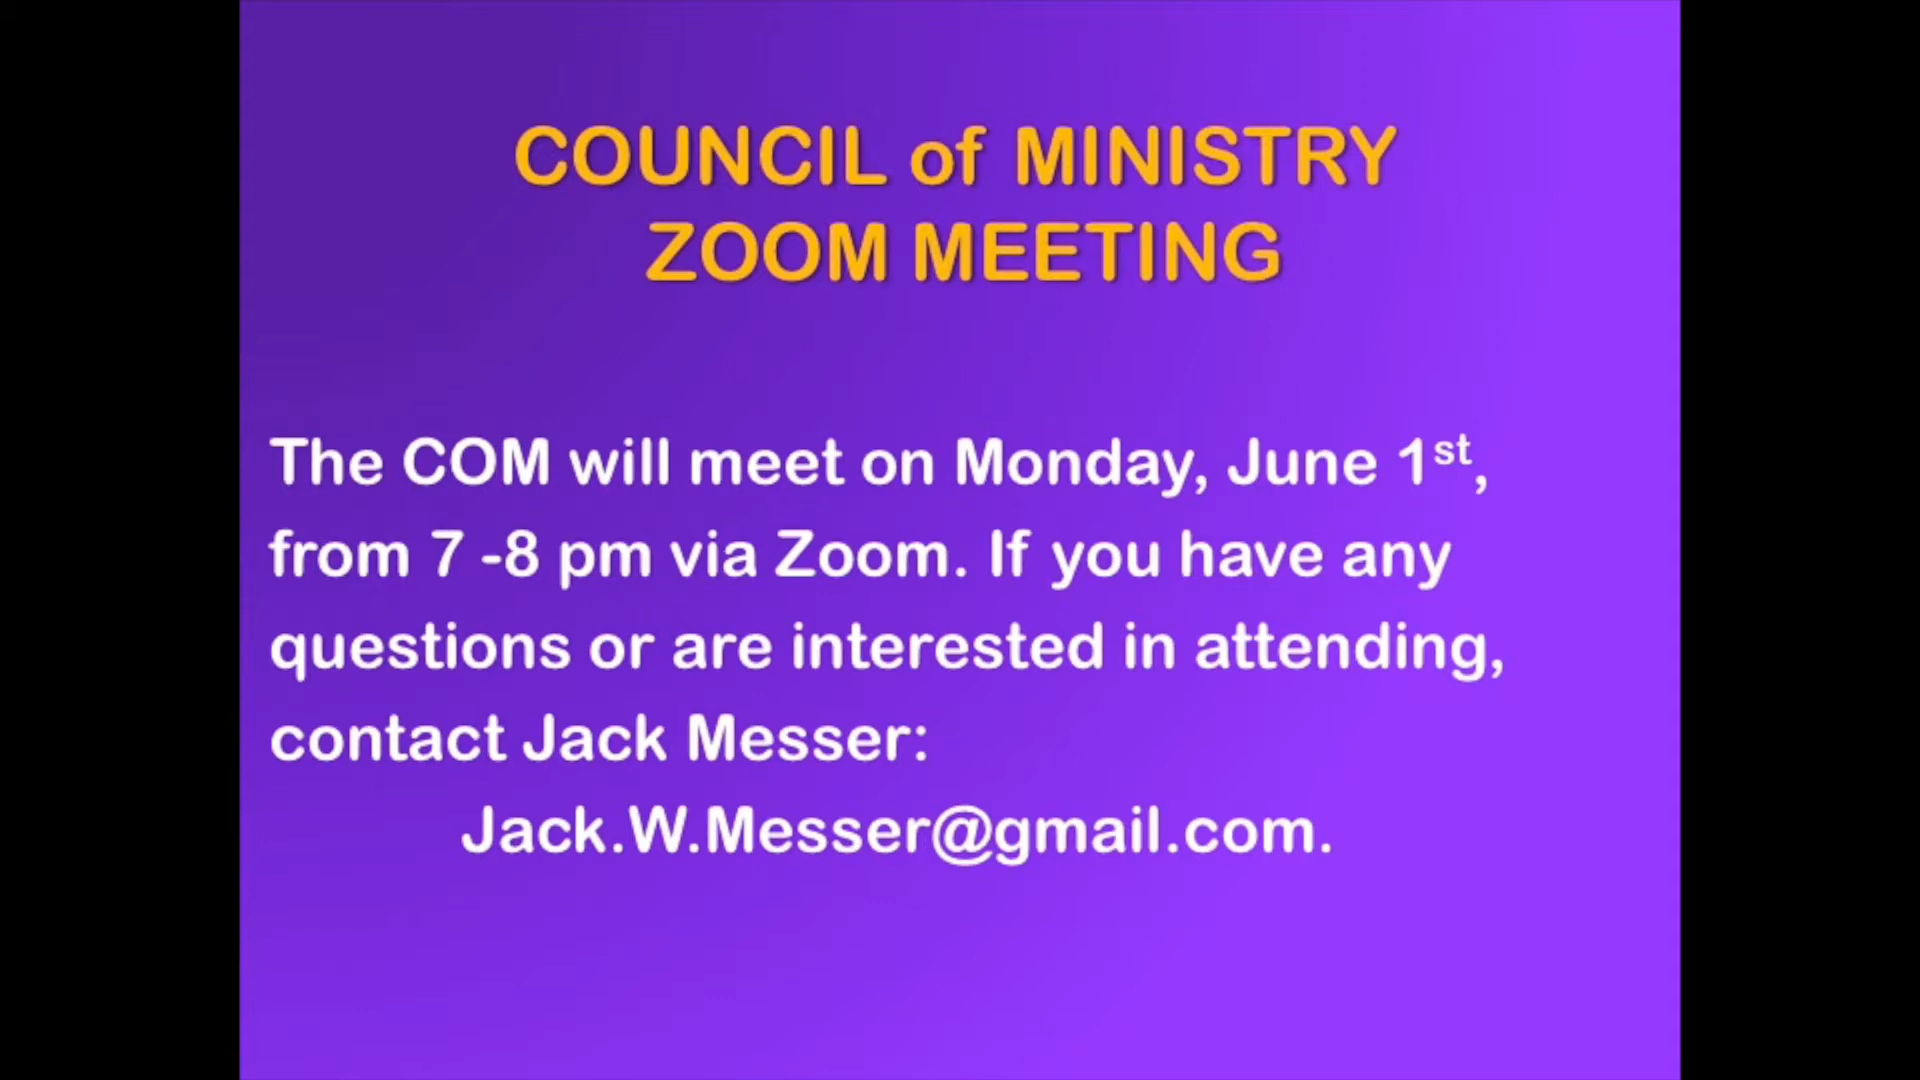 COUNCIL of MINISTRY
ZOOM MEETING
The COM will meet on Monday, June 1st,
from 7 -8 pm via Zoom. If you have any
questions or are interested in attending,
contact Jack Messer:
Jack.W.Messer@gmail.com.